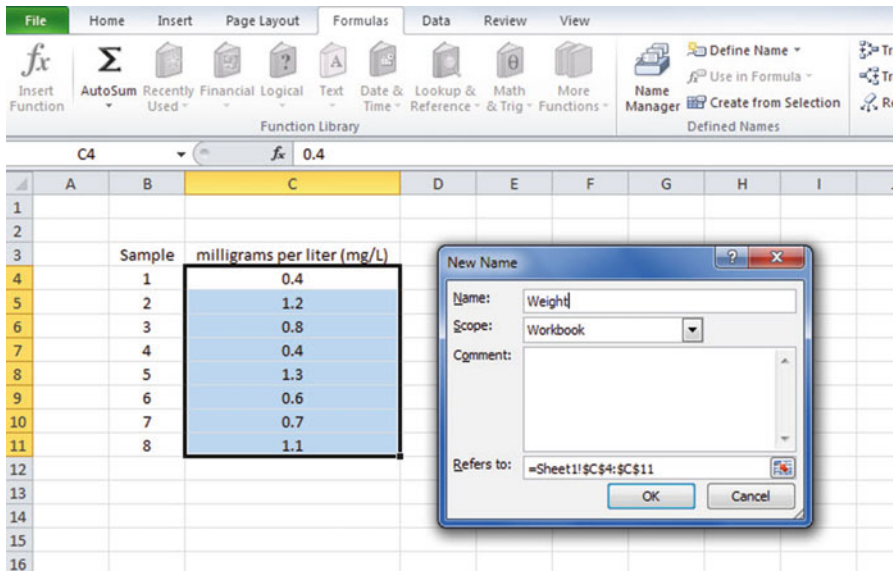 File Home Insert Page Layout Formulas Data Review View
fx Σ ? A θ Define Name Tr
fx Use in Formula Tr
Insert AutoSum Recently Financial Logical Text Date & Lookup & Math More Name Create from Selection
Function Used Time Reference & Trig Functions Manager
Function Library Defined Names
C4 fx 0.4
A B C D E F G H I
1
2
3 Sample milligrams per liter (mg/L)
4 1 0.4
5 2 1.2
6 3 0.8
7 4 0.4
8 5 1.3
9 6 0.6
10 7 0.7
11 8 1.1
12
13
14
15
16
New Name ? X
Name: Weight
Scope: Workbook
Comment:
Refers to: =Sheet1!$C$4:$C$11
OK Cancel